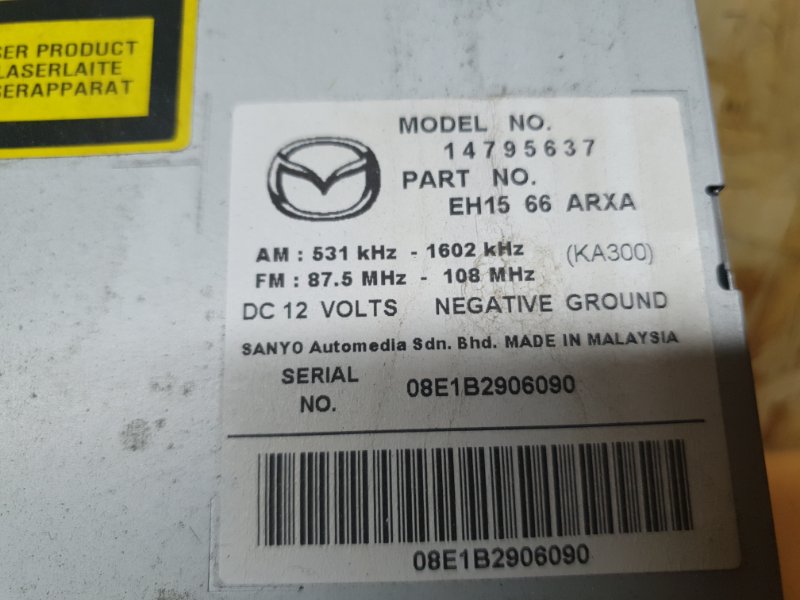 SER PRODUCT
LASERLAITE
SERAPPARAT
MODEL NO.
14795637
PART NO.
EH15 66 ARXA
AM : 531 kHz - 1602 kHz (KA300)
FM : 87.5 MHz - 108 MHz
DC 12 VOLTS NEGATIVE GROUND
SANYO Automedia Sdn. Bhd. MADE IN MALAYSIA
SERIAL NO. 08E1B2906090
08E1B2906090